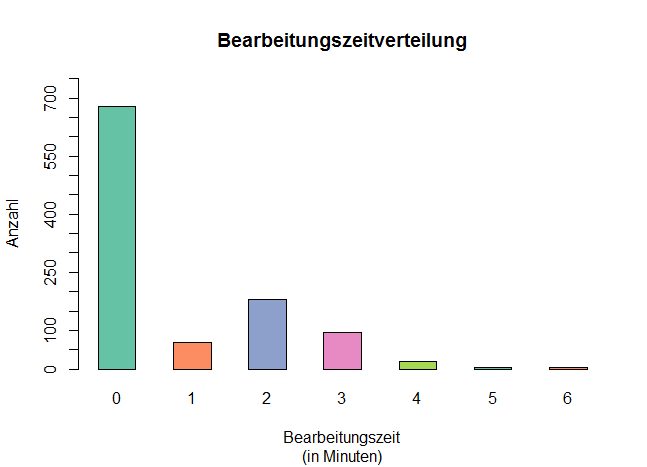 Bearbeitungszeitverteilung
Anzahl
700
550
400
250
100
0
0 1 2 3 4 5 6
Bearbeitungszeit
(in Minuten)